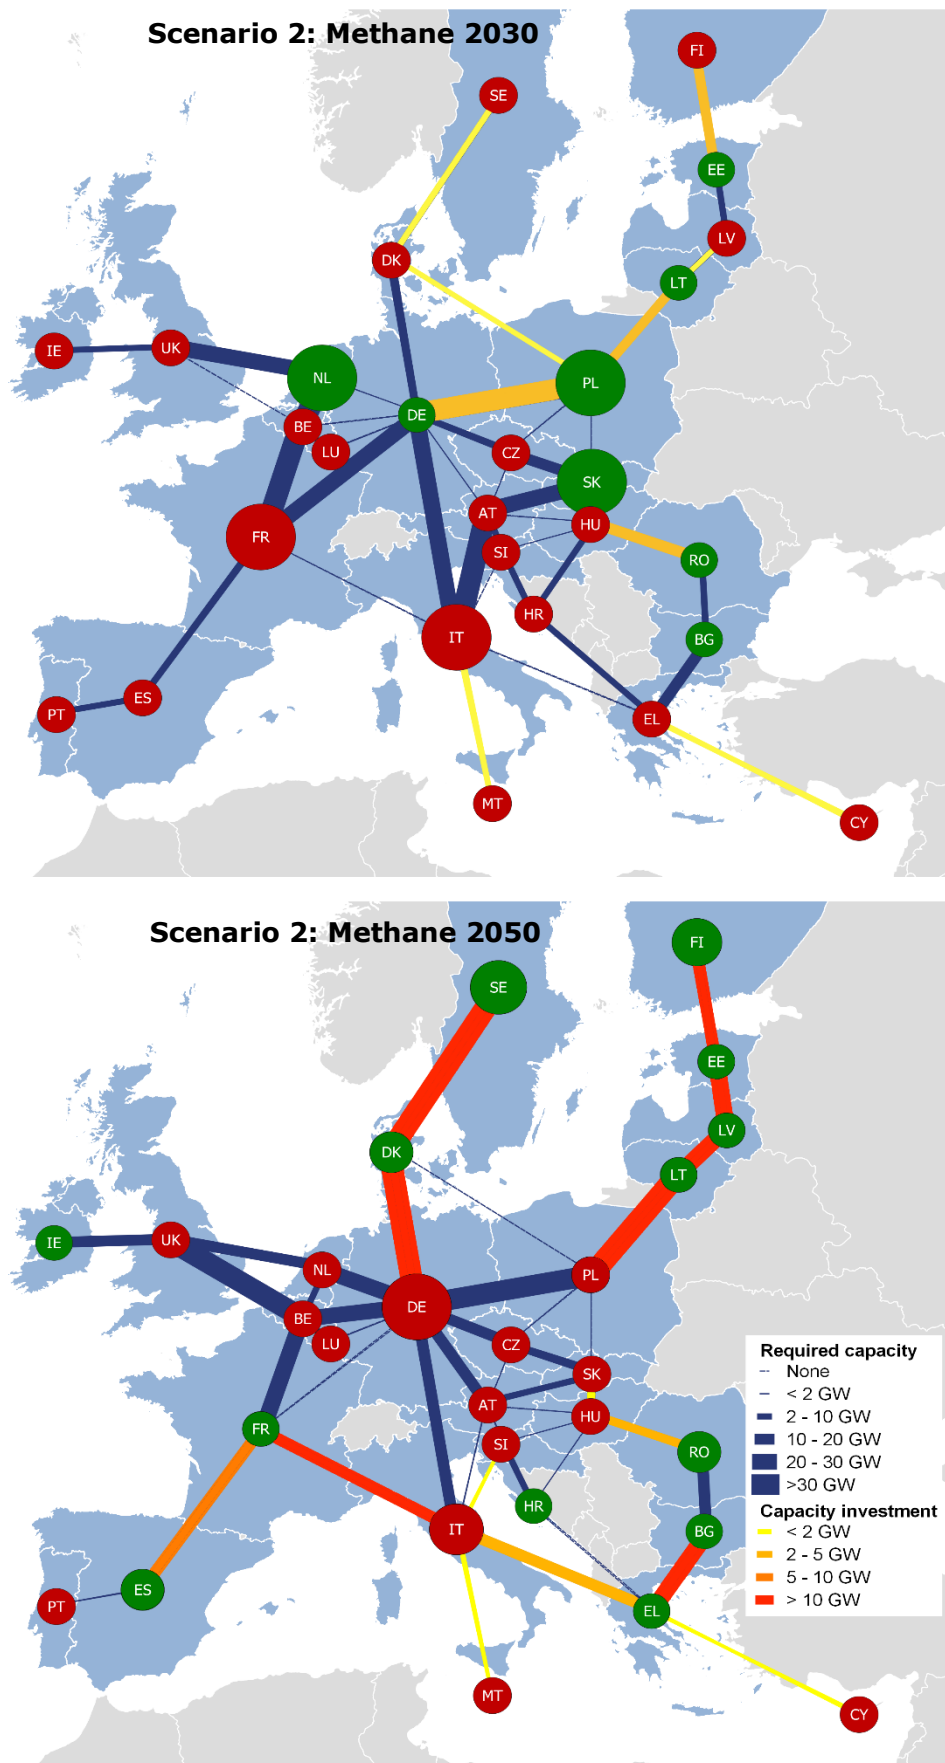 Scenario 2: Methane 2030
FI
SE
EE
LV
DK
LT
IE
UK
NL
PL
DE
BE
LU
CZ
SK
AT
HU
FR
SI
RO
HR
IT
BG
ES
PT
EL
MT
CY
Scenario 2: Methane 2050
FI
SE
EE
LV
DK
LT
IE
UK
NL
PL
DE
BE
LU
CZ
SK
AT
HU
FR
SI
RO
HR
IT
BG
ES
PT
EL
MT
CY
Required capacity
None
< 2 GW
2 - 10 GW
10 - 20 GW
20 - 30 GW
>30 GW
Capacity investment
< 2 GW
2 - 5 GW
5 - 10 GW
> 10 GW